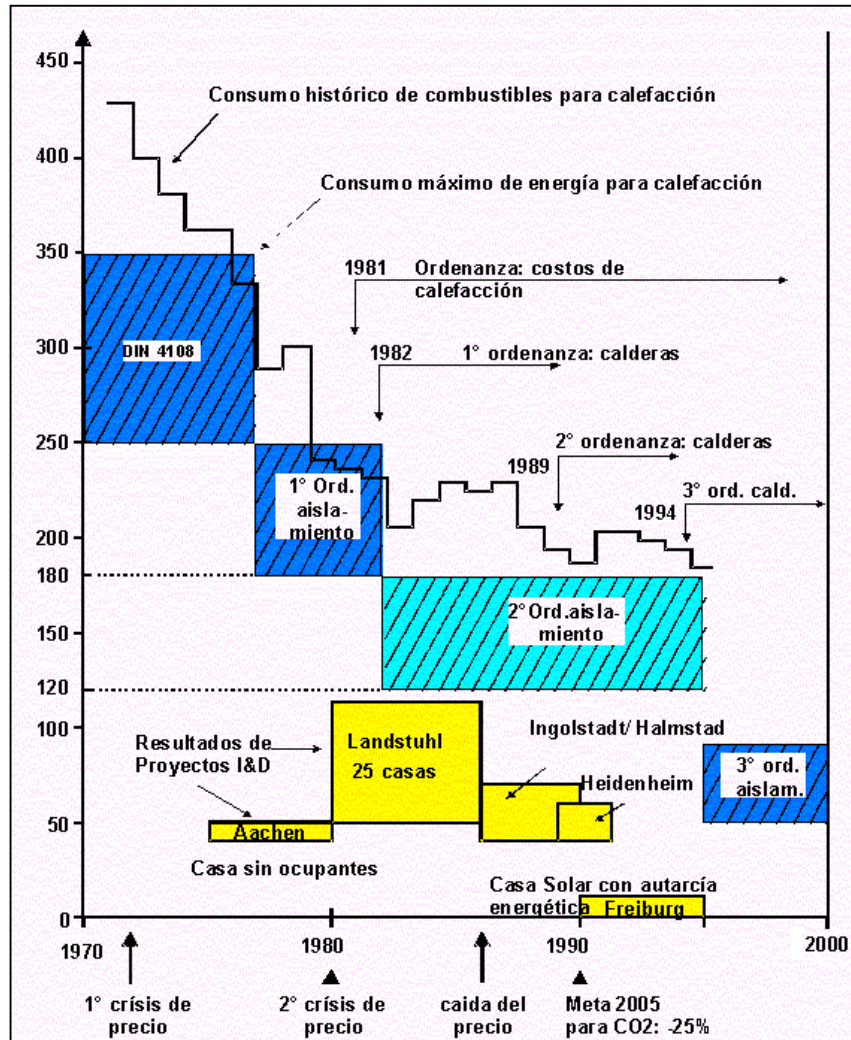 450
Consumo histórico de combustibles para calefacción
400
Consumo máximo de energía para calefacción
350
1981 Ordenanza: costos de
calefacción
DIN 4108
300
1982 1° ordenanza: calderas
250
2° ordenanza: calderas
1989
1° Ord.
aisla-
miento
3° ord. cald.
1994
200
180
2° Ord.aisla-
miento
150
120
100
Ingolstadt/ Halmstad
Resultados de
Proyectos I&D
Landstuhl
25 casas
3° ord.
aislam.
Heidenheim
50
Aachen
Casa sin ocupantes
Casa Solar con autarcía
energética
Freiburg
0
1970 1980 1990 2000
1° crísis de
precio
2° crísis de
precio
caida del
precio
Meta 2005
para CO2: -25%